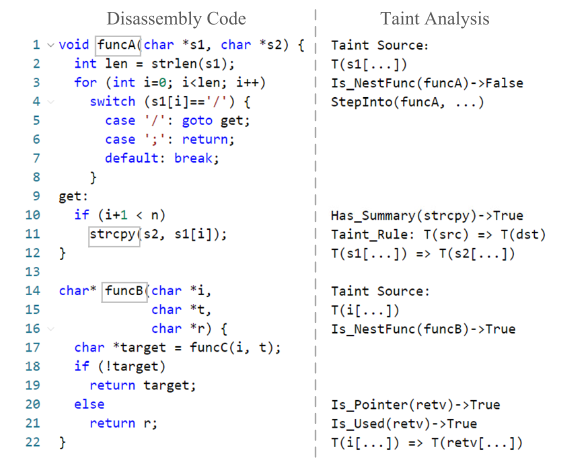 Disassembly Code Taint Analysis
1 void funcA(char *s1, char *s2) { Taint Source:
2 int len = strlen(s1); T(s1[...])
3 for (int i=0; i<len; i++) Is_NestFunc(funcA)->False
4 switch (s1[i]=='/') { StepInto(funcA, ...)
5 case '/': goto get;
6 case ';': return;
7 default: break;
8 }
9 get:
10 if (i+1 < n) Has_Summary(strcpy)->True
11 strcpy(s2, s1[i]); Taint_Rule: T(src) => T(dst)
12 } T(s1[...]) => T(s2[...])
13
14 char* funcB(char *i, Taint Source:
15 char *t, T(i[...])
16 char *r) { Is_NestFunc(funcB)->True
17 char *target = funcC(i, t);
18 if (!target)
19 return target;
20 else Is_Pointer(retv)->True
21 return r; Is_Used(retv)->True
22 } T(i[...]) => T(retv[...])